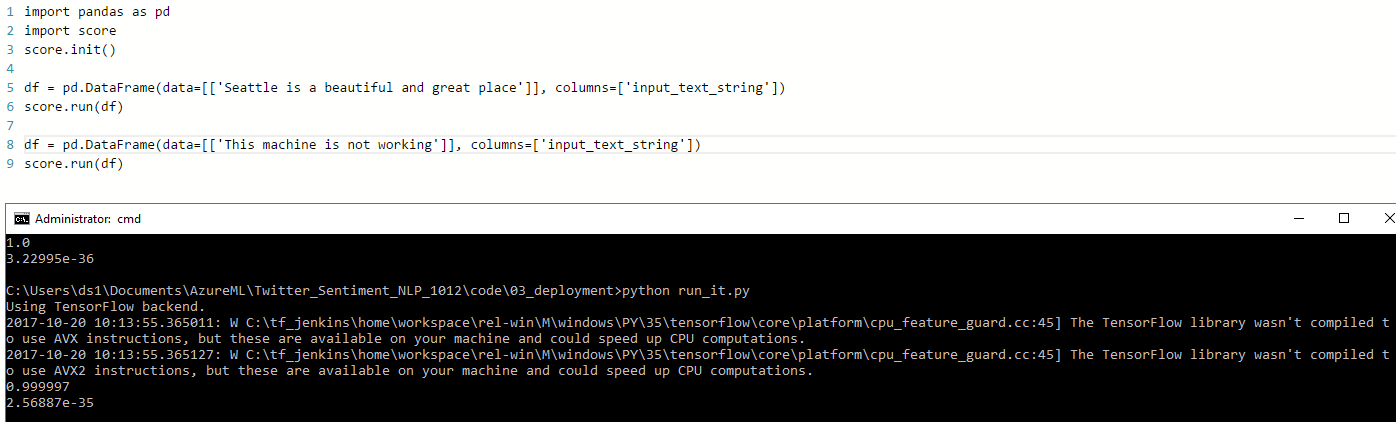 1 import pandas as pd
2 import score
3 score.init()
4
5 df = pd.DataFrame(data=[['Seattle is a beautiful and great place']], columns=['input_text_string'])
6 score.run(df)
7
8 df = pd.DataFrame(data=[['This machine is not working']], columns=['input_text_string'])
9 score.run(df)
C:\. Administrator: cmd
1.0
3.22995e-36
C:\Users\ds1\Documents\AzureML\Twitter_Sentiment_NLP_1012\code\03_deployment>python run_it.py
Using TensorFlow backend.
2017-10-20 10:13:55.365011: W C:\tf_jenkins\home\workspace\rel-win\M\windows\PY\35\tensorflow\core\platform\cpu_feature_guard.cc:45] The TensorFlow library wasn't compiled t
o use AVX instructions, but these are available on your machine and could speed up CPU computations.
2017-10-20 10:13:55.365127: W C:\tf_jenkins\home\workspace\rel-win\M\windows\PY\35\tensorflow\core\platform\cpu_feature_guard.cc:45] The TensorFlow library wasn't compiled t
o use AVX2 instructions, but these are available on your machine and could speed up CPU computations.
0.999997
2.56887e-35